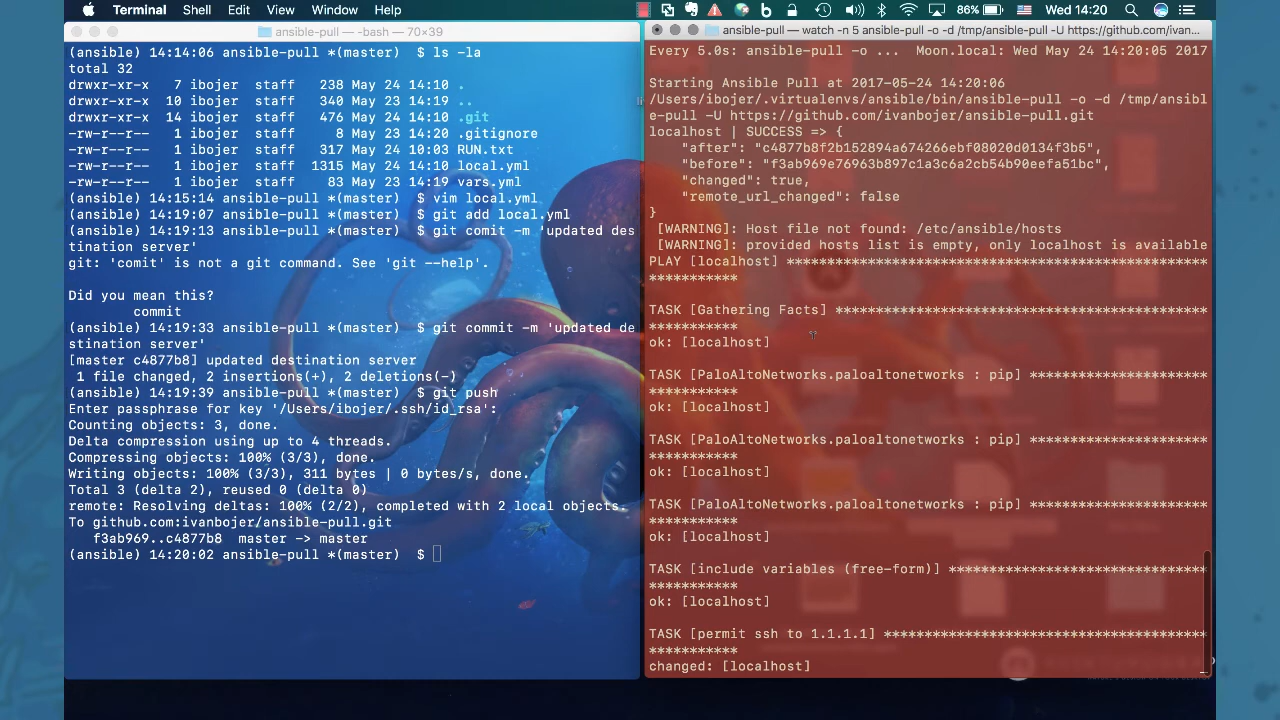 Terminal Shell Edit View Window Help 86% Wed 14:20
ansible-pull — -bash — 70×39
(ansible) 14:14:06 ansible-pull *(master) $ ls -la
total 32
drwxr-xr-x 7 ibojer staff 238 May 24 14:10 .
drwxr-xr-x 10 ibojer staff 340 May 23 14:19 ..
drwxr-xr-x 14 ibojer staff 476 May 24 14:10 .git
-rw-r--r-- 1 ibojer staff 8 May 23 14:20 .gitignore
-rw-r--r-- 1 ibojer staff 317 May 24 10:03 RUN.txt
-rw-r--r-- 1 ibojer staff 1315 May 24 14:10 local.yml
-rw-r--r-- 1 ibojer staff 83 May 23 14:19 vars.yml
(ansible) 14:15:14 ansible-pull *(master) $ vim local.yml
(ansible) 14:19:07 ansible-pull *(master) $ git add local.yml
(ansible) 14:19:13 ansible-pull *(master) $ git comit -m 'updated des
tination server'
git: 'comit' is not a git command. See 'git --help'.
Did you mean this?
commit
(ansible) 14:19:33 ansible-pull *(master) $ git commit -m 'updated de
stination server'
[master c4877b8] updated destination server
1 file changed, 2 insertions(+), 2 deletions(-)
(ansible) 14:19:39 ansible-pull *(master) $ git push
Enter passphrase for key '/Users/ibojer/.ssh/id_rsa':
Counting objects: 3, done.
Delta compression using up to 4 threads.
Compressing objects: 100% (3/3), done.
Writing objects: 100% (3/3), 311 bytes | 0 bytes/s, done.
Total 3 (delta 2), reused 0 (delta 0)
remote: Resolving deltas: 100% (2/2), completed with 2 local objects.
To github.com:ivanbojer/ansible-pull.git
f3ab969..c4877b8 master -> master
(ansible) 14:20:02 ansible-pull *(master) $
ansible-pull — watch -n 5 ansible-pull -o -d /tmp/ansible-pull -U https://github.com/ivan...
Every 5.0s: ansible-pull -o ... Moon.local: Wed May 24 14:20:05 2017
Starting Ansible Pull at 2017-05-24 14:20:06
/Users/ibojer/.virtualenvs/ansible/bin/ansible-pull -o -d /tmp/ansibl
e-pull -U https://github.com/ivanbojer/ansible-pull.git
localhost | SUCCESS => {
"after": "c4877b8f2b152894a674266ebf08020d0134f3b5",
"before": "f3ab969e76963b897c1a3c6a2cb54b90eefa51bc",
"changed": true,
"remote_url_changed": false
}
[WARNING]: Host file not found: /etc/ansible/hosts
[WARNING]: provided hosts list is empty, only localhost is available
PLAY [localhost] ****************************************************
***********
TASK [Gathering Facts] **********************************************
***********
ok: [localhost]
TASK [PaloAltoNetworks.paloaltonetworks : pip] **********************
***********
ok: [localhost]
TASK [PaloAltoNetworks.paloaltonetworks : pip] **********************
***********
ok: [localhost]
TASK [PaloAltoNetworks.paloaltonetworks : pip] **********************
***********
ok: [localhost]
TASK [include variables (free-form)] ********************************
***********
ok: [localhost]
TASK [permit ssh to 1.1.1.1] ****************************************
***********
changed: [localhost]